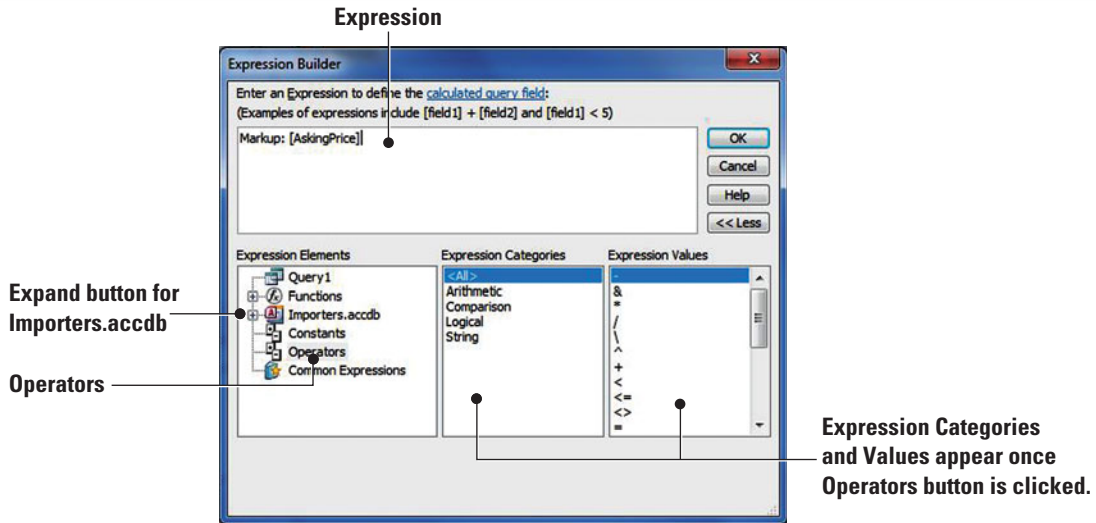 Expression
Expression Builder
X
Enter an Expression to define the calculated query field:
(Examples of expressions include [field1] + [field2] and [field1] < 5)
Markup: [AskingPrice]
OK
Cancel
Help
<< Less
Expression Elements
Expression Categories
Expression Values
Query1
Functions
Importers.accdb
Constants
Operators
Common Expressions
<All>
Arithmetic
Comparison
Logical
String
-
&
*
/
\
^
+
<
<=
<>
=
Expand button for
Importers.accdb
Operators
Expression Categories
and Values appear once
Operators button is clicked.